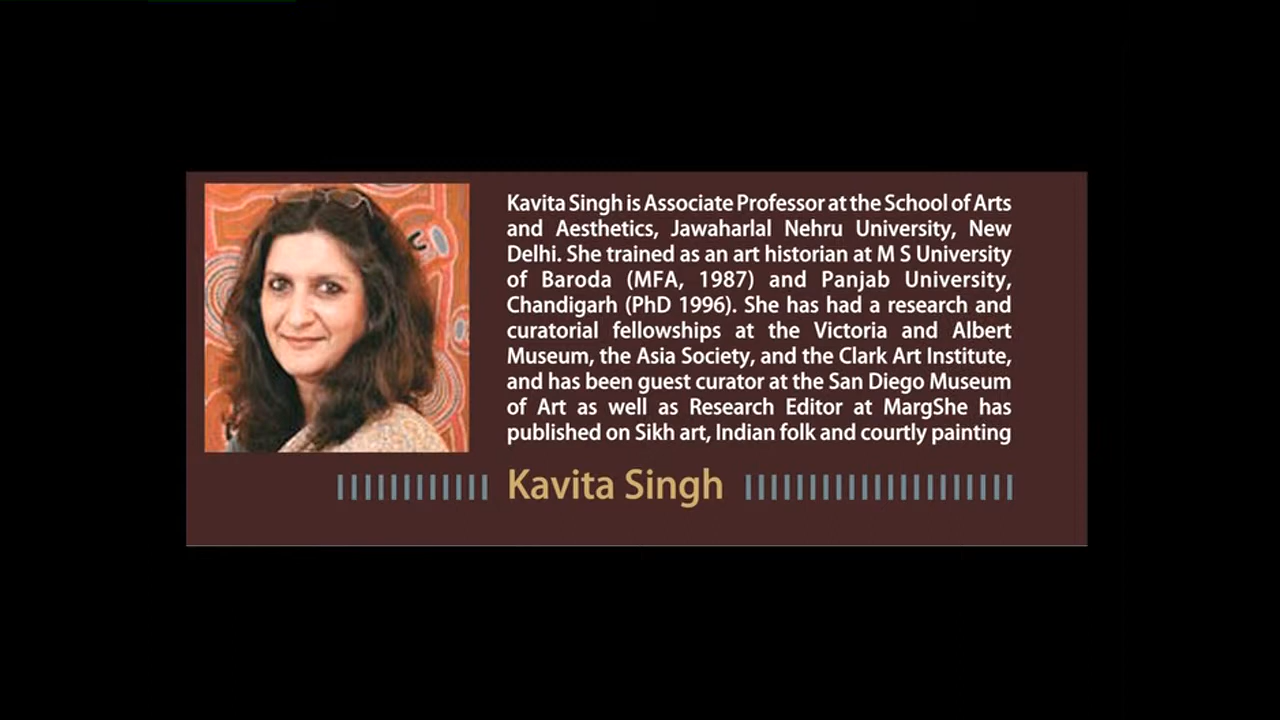 Kavita Singh is Associate Professor at the School of Arts
and Aesthetics, Jawaharlal Nehru University, New
Delhi. She trained as an art historian at M S University
of Baroda (MFA, 1987) and Panjab University,
Chandigarh (PhD 1996). She has had a research and
curatorial fellowships at the Victoria and Albert
Museum, the Asia Society, and the Clark Art Institute,
and has been guest curator at the San Diego Museum
of Art as well as Research Editor at MargShe has
published on Sikh art, Indian folk and courtly painting
Kavita Singh